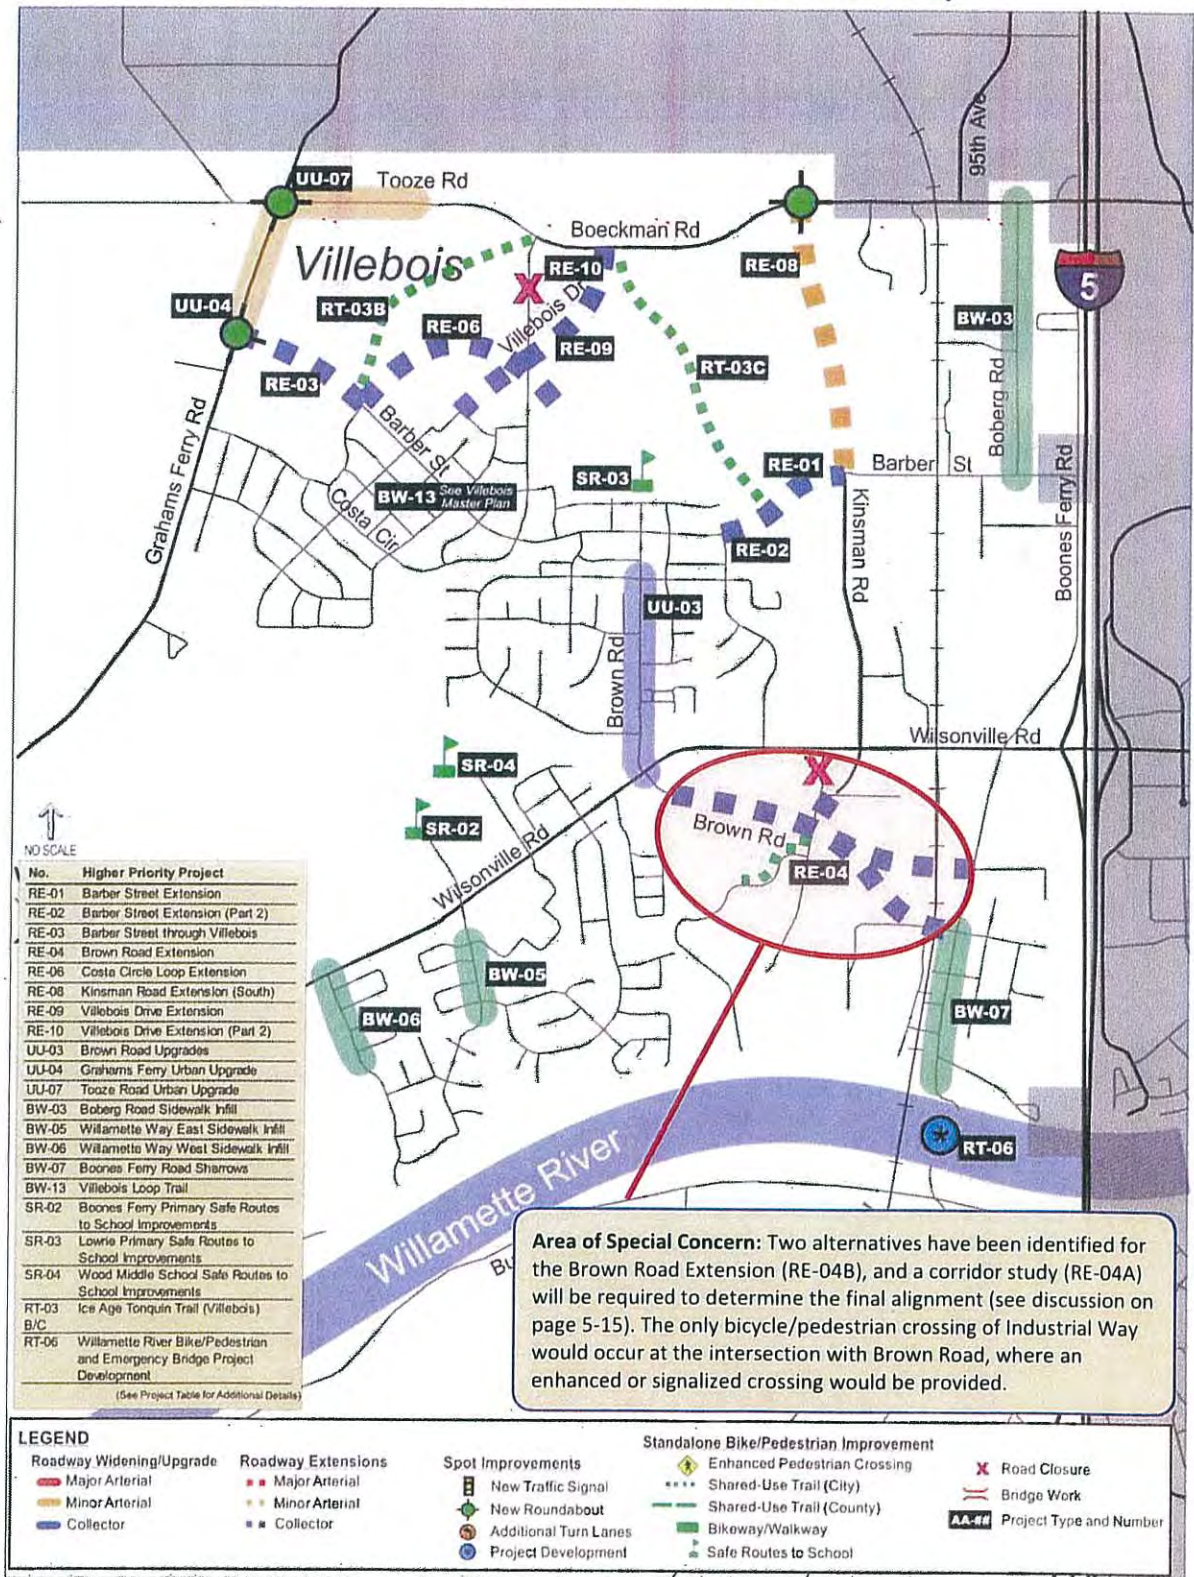 95th Ave
UU-07
Tooze Rd
Boeckman Rd
Villebois
RE-10
RE-08
5
UU-04
RT-03B
RE-06
Villebois Dr
BW-03
RE-09
RE-03
RT-03C
Boberg Rd
Grahams Ferry Rd
Barber St
SR-03
RE-01
Barber St
BW-13 See Villebois
Master Plan
Costa Cir
Kinsman Rd
Boones Ferry Rd
RE-02
UU-03
Brown Rd
Wilsonville Rd
SR-04
SR-02
Brown Rd
RE-04
Wilsonville Rd
NO SCALE
BW-05
BW-06
BW-07
RT-06
Willamette River
No. Higher Priority Project
RE-01 Barber Street Extension
RE-02 Barber Street Extension (Part 2)
RE-03 Barber Street through Villebois
RE-04 Brown Road Extension
RE-06 Costa Circle Loop Extension
RE-08 Kinsman Road Extension (South)
RE-09 Villebois Drive Extension
RE-10 Villebois Drive Extension (Part 2)
UU-03 Brown Road Upgrades
UU-04 Grahams Ferry Urban Upgrade
UU-07 Tooze Road Urban Upgrade
BW-03 Boberg Road Sidewalk Infill
BW-05 Willamette Way East Sidewalk Infill
BW-06 Willamette Way West Sidewalk Infill
BW-07 Boones Ferry Road Sharrows
BW-13 Villebois Loop Trail
SR-02 Boones Ferry Primary Safe Routes
to School Improvements
SR-03 Lowrie Primary Safe Routes to
School Improvements
SR-04 Wood Middle School Safe Routes to
School Improvements
RT-03 Ice Age Tonquin Trail (Villebois)
B/C
RT-06 Willamette River Bike/Pedestrian
and Emergency Bridge Project
Development
(See Project Table for Additional Details)
Area of Special Concern: Two alternatives have been identified for
the Brown Road Extension (RE-04B), and a corridor study (RE-04A)
will be required to determine the final alignment (see discussion on
page 5-15). The only bicycle/pedestrian crossing of Industrial Way
would occur at the intersection with Brown Road, where an
enhanced or signalized crossing would be provided.
LEGEND
Roadway Widening/Upgrade
Major Arterial
Minor Arterial
Collector
Roadway Extensions
Major Arterial
Minor Arterial
Collector
Spot Improvements
New Traffic Signal
New Roundabout
Additional Turn Lanes
Project Development
Standalone Bike/Pedestrian Improvement
Enhanced Pedestrian Crossing
Shared-Use Trail (City)
Shared-Use Trail (County)
Bikeway/Walkway
Safe Routes to School
Road Closure
Bridge Work
AA-## Project Type and Number